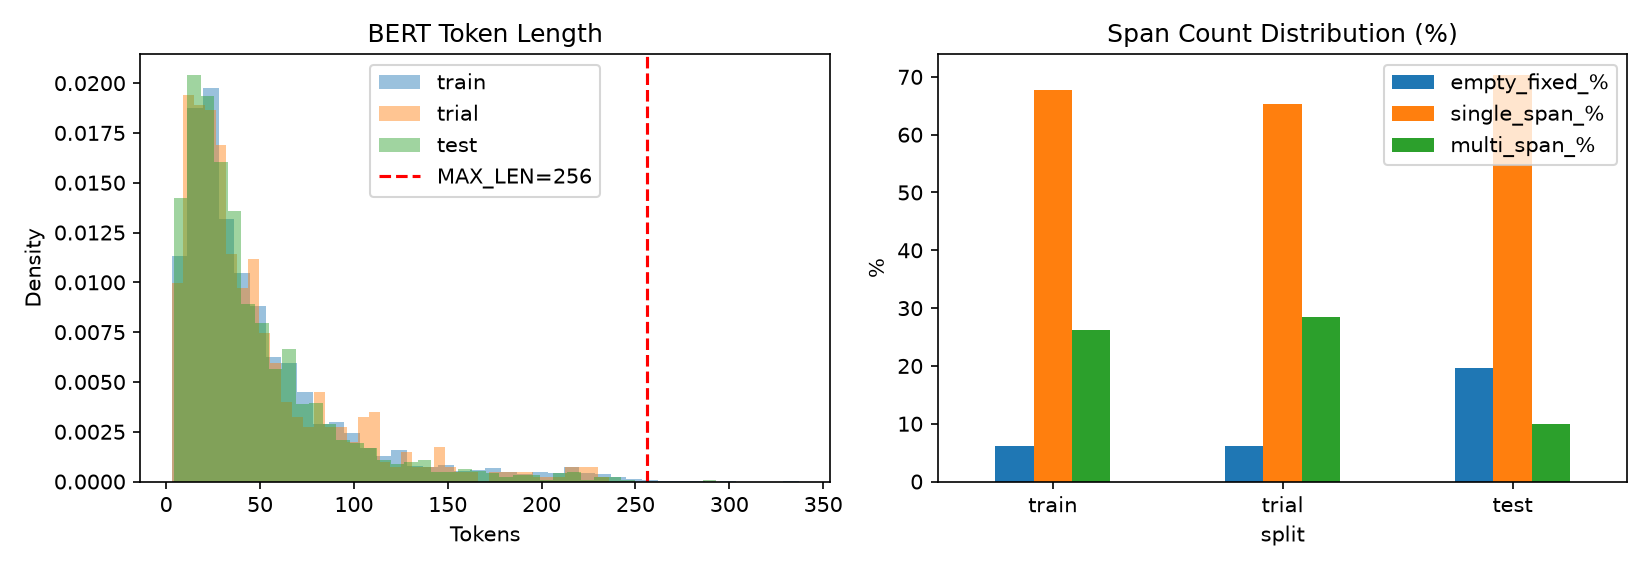 BERT Token Length
train
trial
test
MAX_LEN=256
Density
0.0200
0.0175
0.0150
0.0125
0.0100
0.0075
0.0050
0.0025
0.0000
0 50 100 150 200 250 300 350
Tokens
Span Count Distribution (%)
empty_fixed_%
single_span_%
multi_span_%
%
70
60
50
40
30
20
10
0
train trial test
split